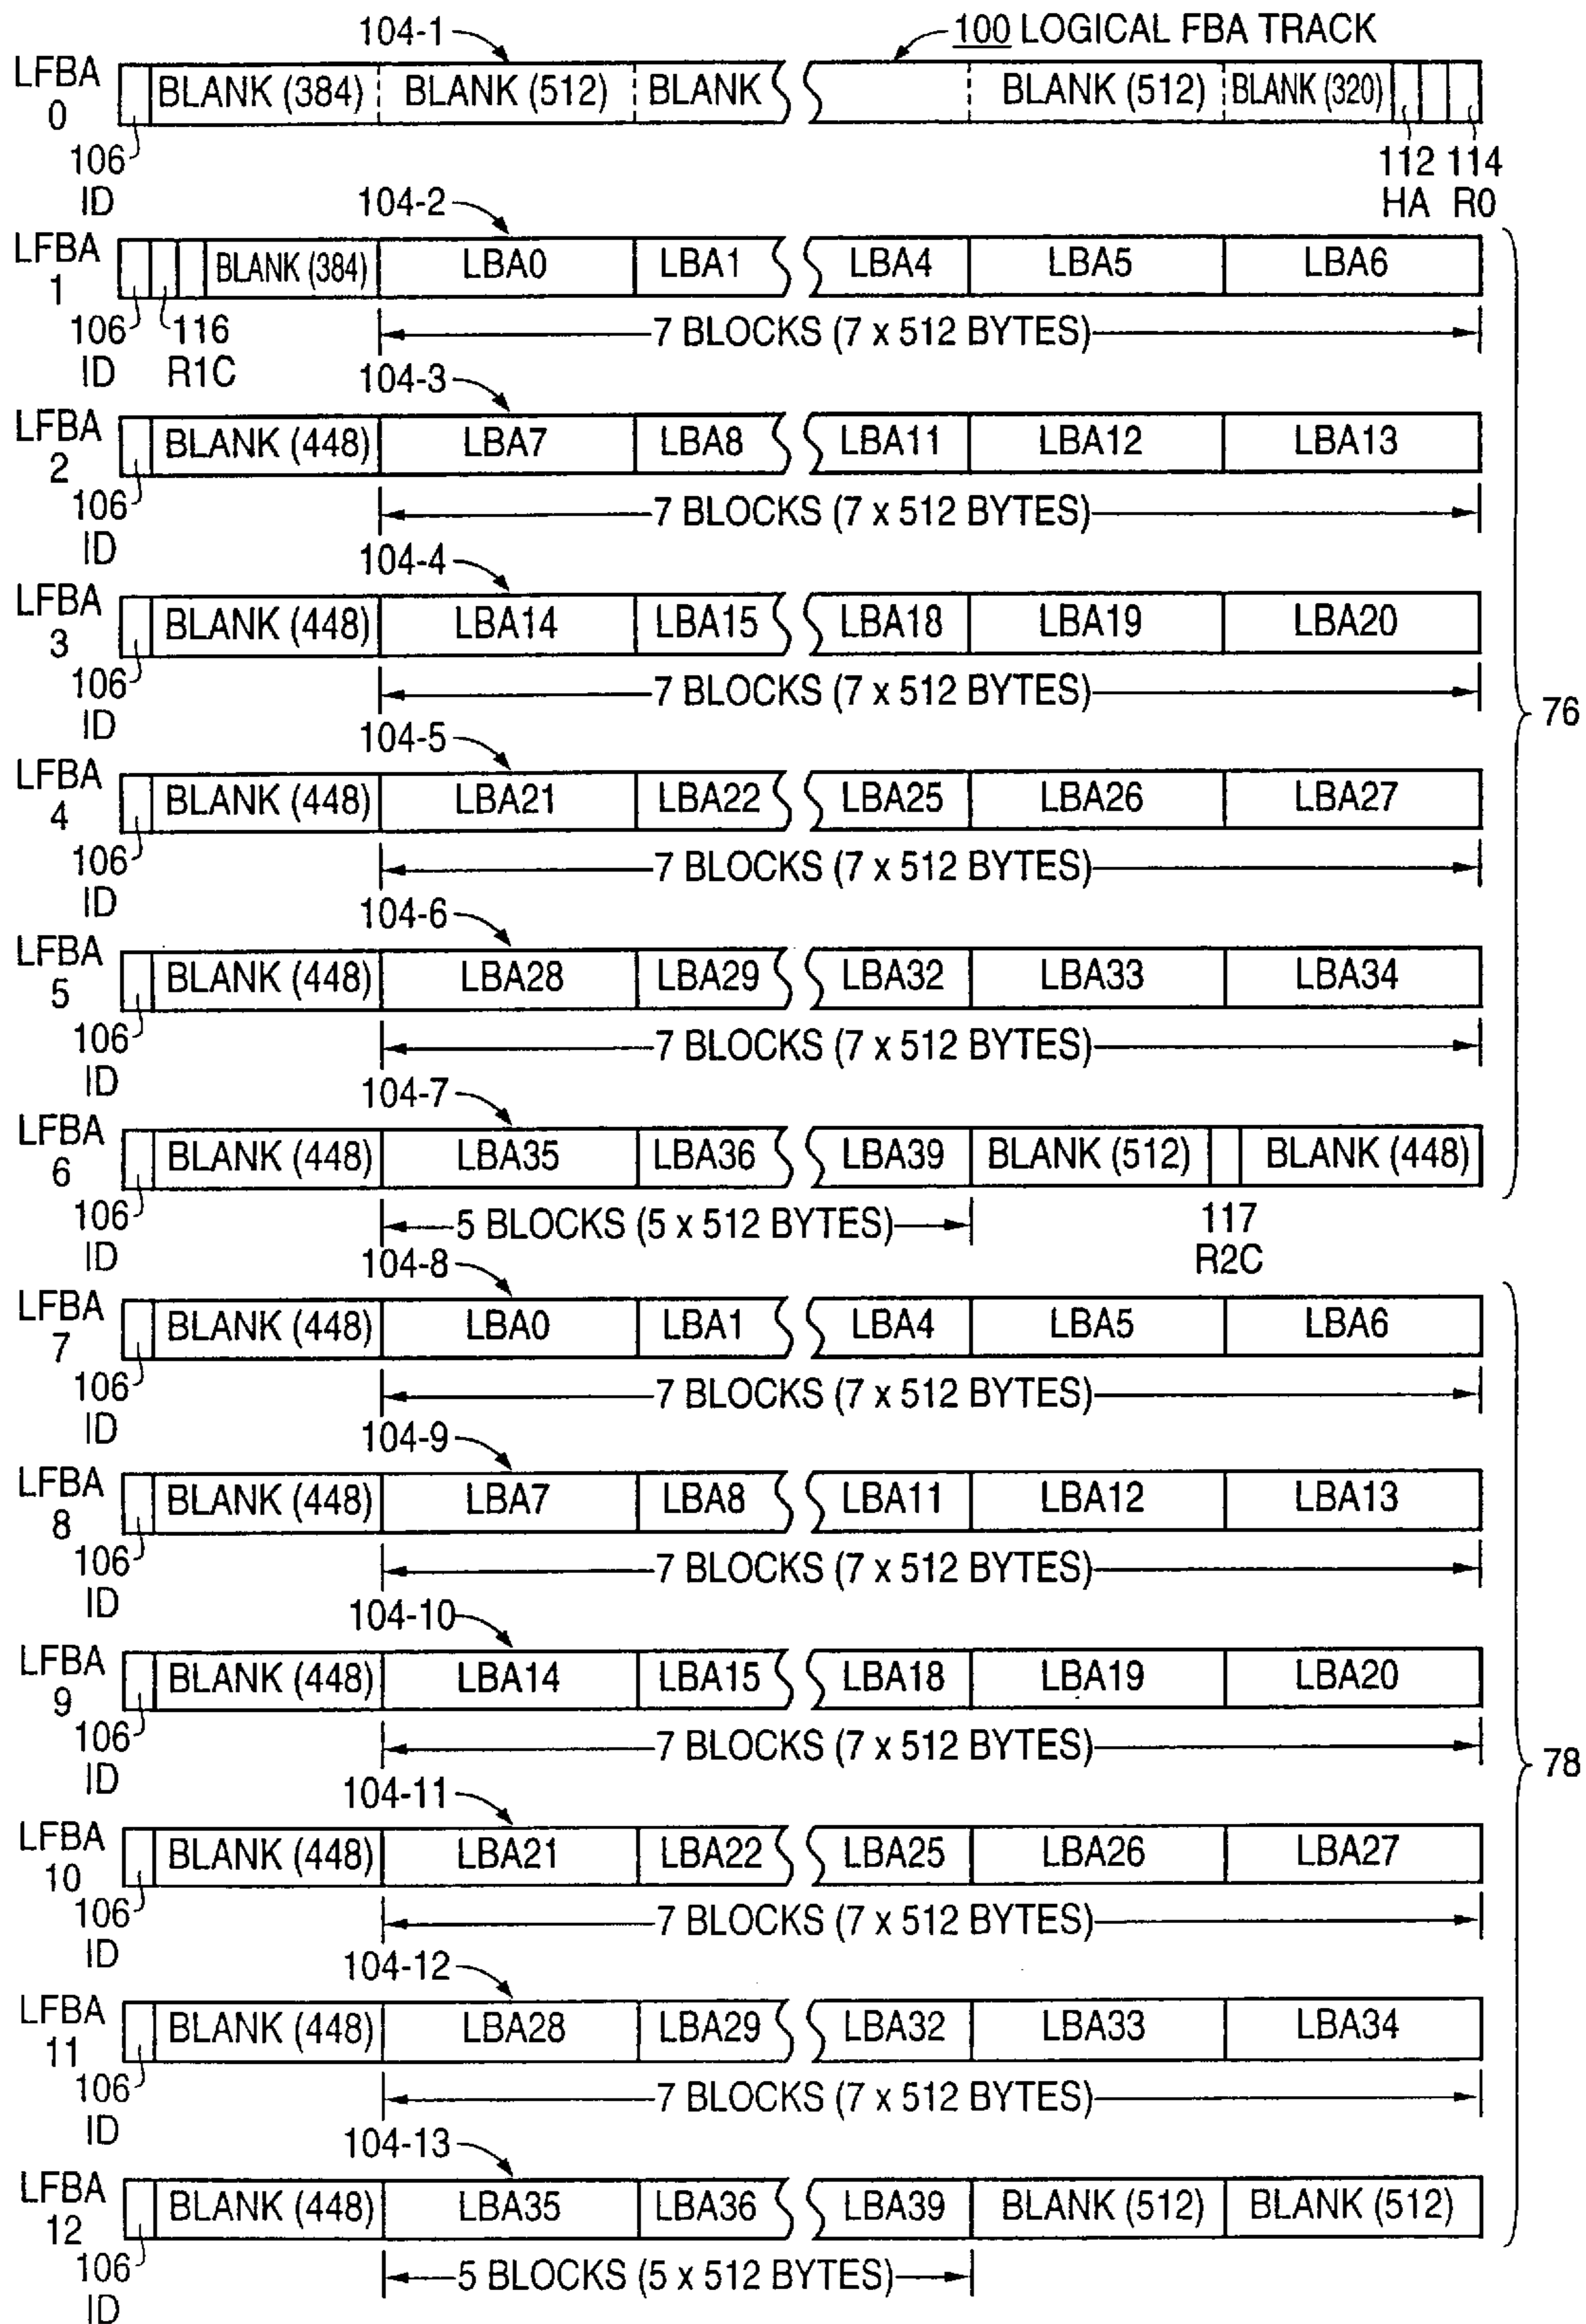 104-1
100 LOGICAL FBA TRACK
LFBA 0
BLANK (384) BLANK (512) BLANK BLANK (512) BLANK (320)
106 ID
112 HA
114 R0
104-2
LFBA 1
BLANK (384) LBA0 LBA1 LBA4 LBA5 LBA6
106 ID
116 R1C
7 BLOCKS (7 x 512 BYTES)
104-3
LFBA 2
BLANK (448) LBA7 LBA8 LBA11 LBA12 LBA13
106 ID
7 BLOCKS (7 x 512 BYTES)
104-4
LFBA 3
BLANK (448) LBA14 LBA15 LBA18 LBA19 LBA20
106 ID
7 BLOCKS (7 x 512 BYTES)
76
104-5
LFBA 4
BLANK (448) LBA21 LBA22 LBA25 LBA26 LBA27
106 ID
7 BLOCKS (7 x 512 BYTES)
104-6
LFBA 5
BLANK (448) LBA28 LBA29 LBA32 LBA33 LBA34
106 ID
7 BLOCKS (7 x 512 BYTES)
104-7
LFBA 6
BLANK (448) LBA35 LBA36 LBA39 BLANK (512) BLANK (448)
106 ID
5 BLOCKS (5 x 512 BYTES)
117 R2C
104-8
LFBA 7
BLANK (448) LBA0 LBA1 LBA4 LBA5 LBA6
106 ID
7 BLOCKS (7 x 512 BYTES)
104-9
LFBA 8
BLANK (448) LBA7 LBA8 LBA11 LBA12 LBA13
106 ID
7 BLOCKS (7 x 512 BYTES)
104-10
LFBA 9
BLANK (448) LBA14 LBA15 LBA18 LBA19 LBA20
106 ID
7 BLOCKS (7 x 512 BYTES)
78
104-11
LFBA 10
BLANK (448) LBA21 LBA22 LBA25 LBA26 LBA27
106 ID
7 BLOCKS (7 x 512 BYTES)
104-12
LFBA 11
BLANK (448) LBA28 LBA29 LBA32 LBA33 LBA34
106 ID
7 BLOCKS (7 x 512 BYTES)
104-13
LFBA 12
BLANK (448) LBA35 LBA36 LBA39 BLANK (512) BLANK (512)
106 ID
5 BLOCKS (5 x 512 BYTES)